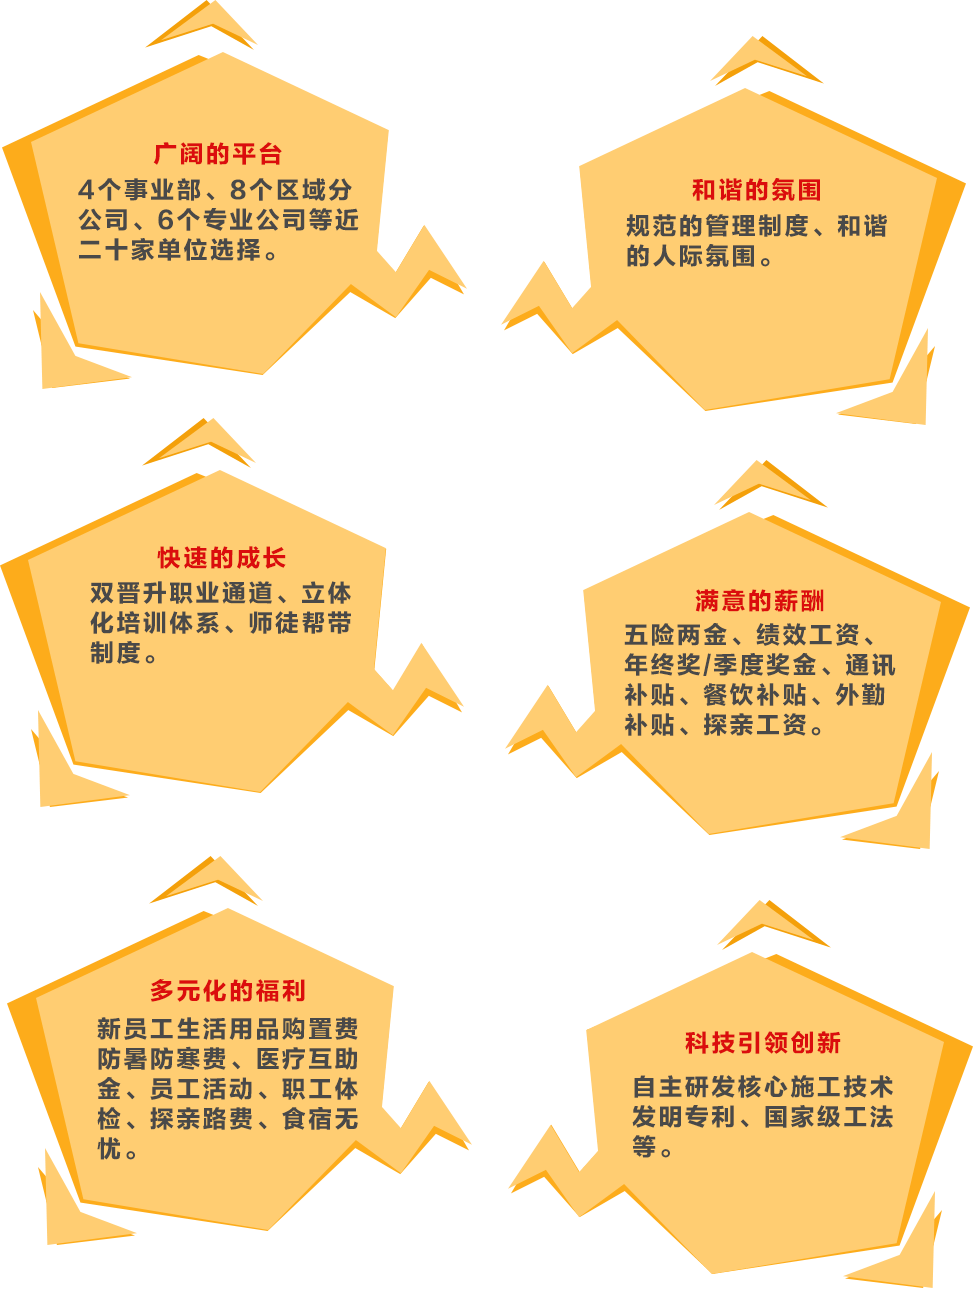 广阔的平台
4个事业部、8个区域分
公司、6个专业公司等近
二十家单位选择。
和谐的氛围
规范的管理制度、和谐
的人际氛围。
快速的成长
双晋升职业通道、立体
化培训体系、师徒帮带
制度。
满意的薪酬
五险两金、绩效工资、
年终奖/季度奖金、通讯
补贴、餐饮补贴、外勤
补贴、探亲工资。
多元化的福利
新员工生活用品购置费
防暑防寒费、医疗互助
金、员工活动、职工体
检、探亲路费、食宿无
忧。
科技引领创新
自主研发核心施工技术
发明专利、国家级工法
等。